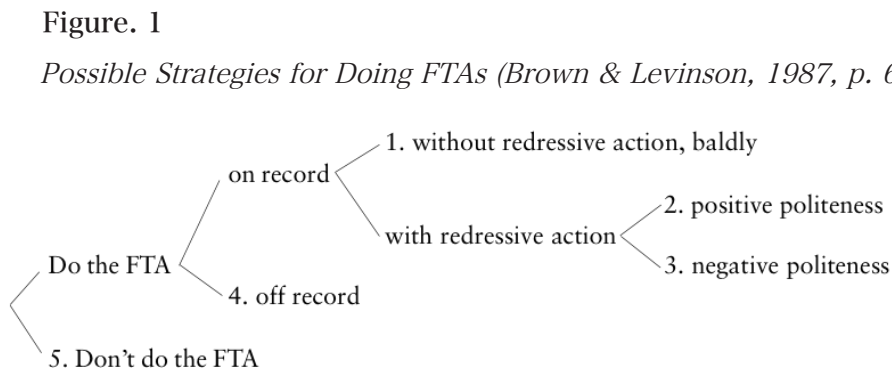 Figure. 1
Possible Strategies for Doing FTAs (Brown & Levinson, 1987, p. 6
1. without redressive action, baldly
on record
2. positive politeness
with redressive action
Do the FTA
3. negative politeness
4. off record
5. Don't do the FTA